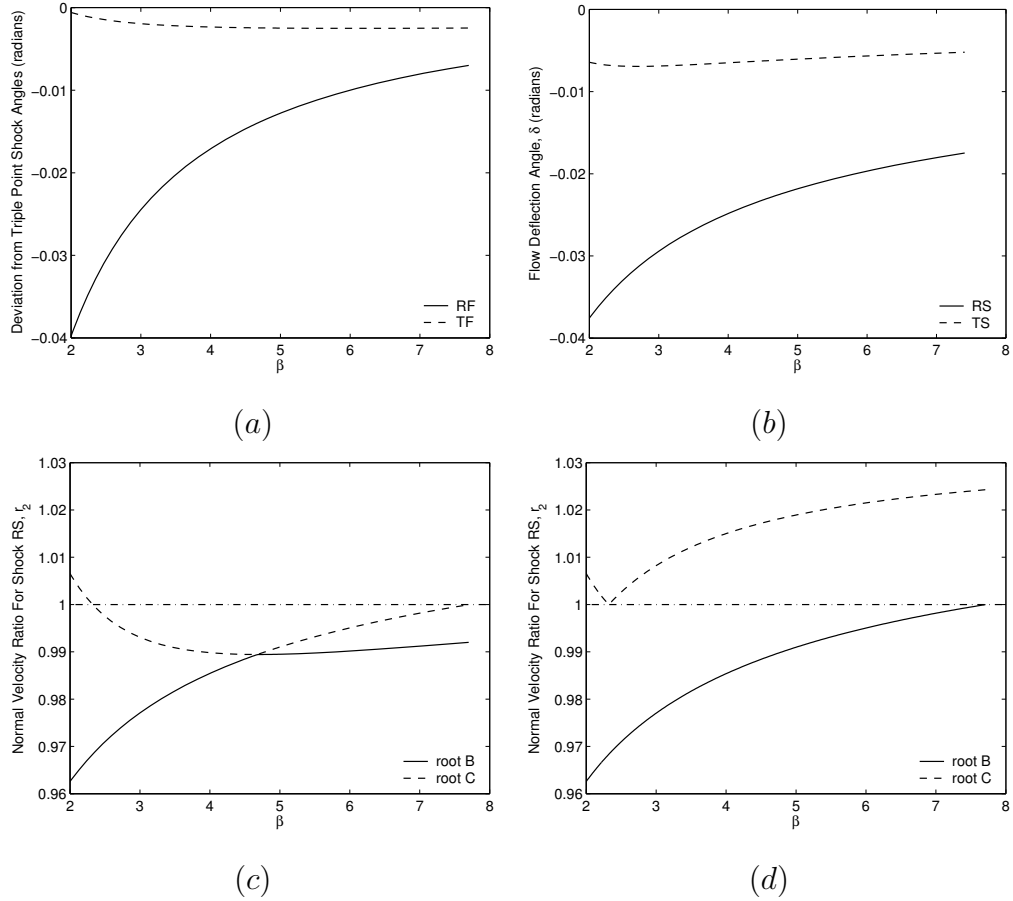 Deviation from Triple Point Shock Angles (radians)
0
−0.01
−0.02
−0.03
−0.04
2 3 4 5 6 7 8
β
RF
TF
(a)
Flow Deflection Angle, δ (radians)
0
−0.01
−0.02
−0.03
−0.04
2 3 4 5 6 7 8
β
RS
TS
(b)
Normal Velocity Ratio For Shock RS, r2
1.03
1.02
1.01
1
0.99
0.98
0.97
0.96
2 3 4 5 6 7 8
β
root B
root C
(c)
Normal Velocity Ratio For Shock RS, r2
1.03
1.02
1.01
1
0.99
0.98
0.97
0.96
2 3 4 5 6 7 8
β
root B
root C
(d)